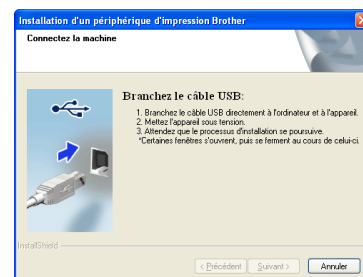 Installation d'un périphérique d'impression Brother
Connectez la machine
Branchez le câble USB:
1. Branchez le câble USB directement à l'ordinateur et à l'appareil.
2. Mettez l'appareil sous tension.
3. Attendez que le processus d'installation se poursuive.
*Certaines fenêtres s'ouvrent, puis se ferment au cours de celui-ci.
InstallShield
< Précédent
Suivant >
Annuler